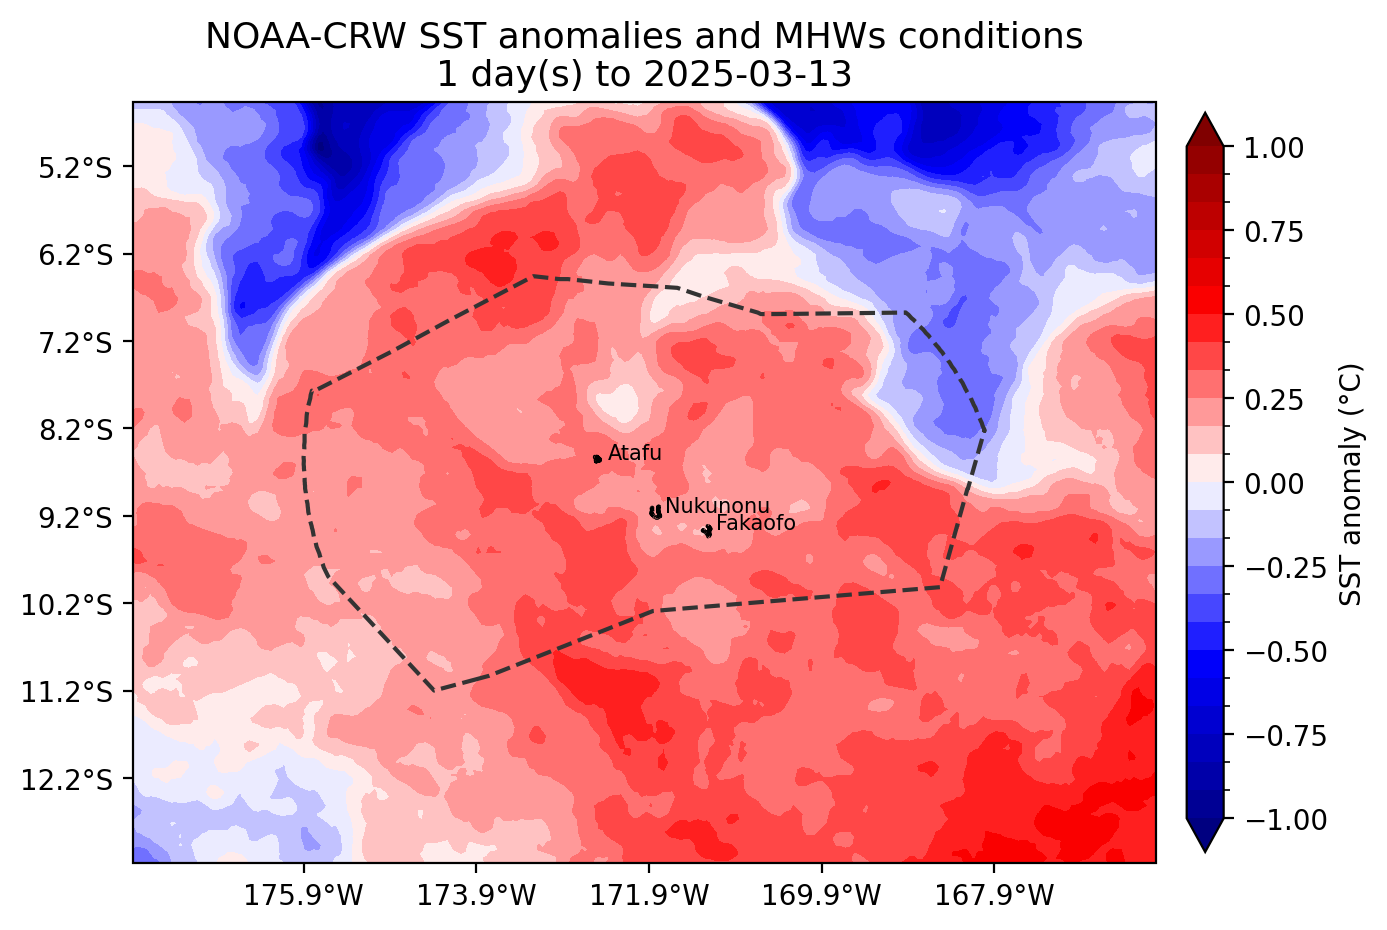 NOAA-CRW SST anomalies and MHWs conditions
1 day(s) to 2025-03-13
5.2°S
6.2°S
7.2°S
8.2°S
9.2°S
10.2°S
11.2°S
12.2°S
Atafu
Nukunonu
Fakaofo
175.9°W
173.9°W
171.9°W
169.9°W
167.9°W
1.00
0.75
0.50
0.25
0.00
−0.25
−0.50
−0.75
−1.00
SST anomaly (°C)